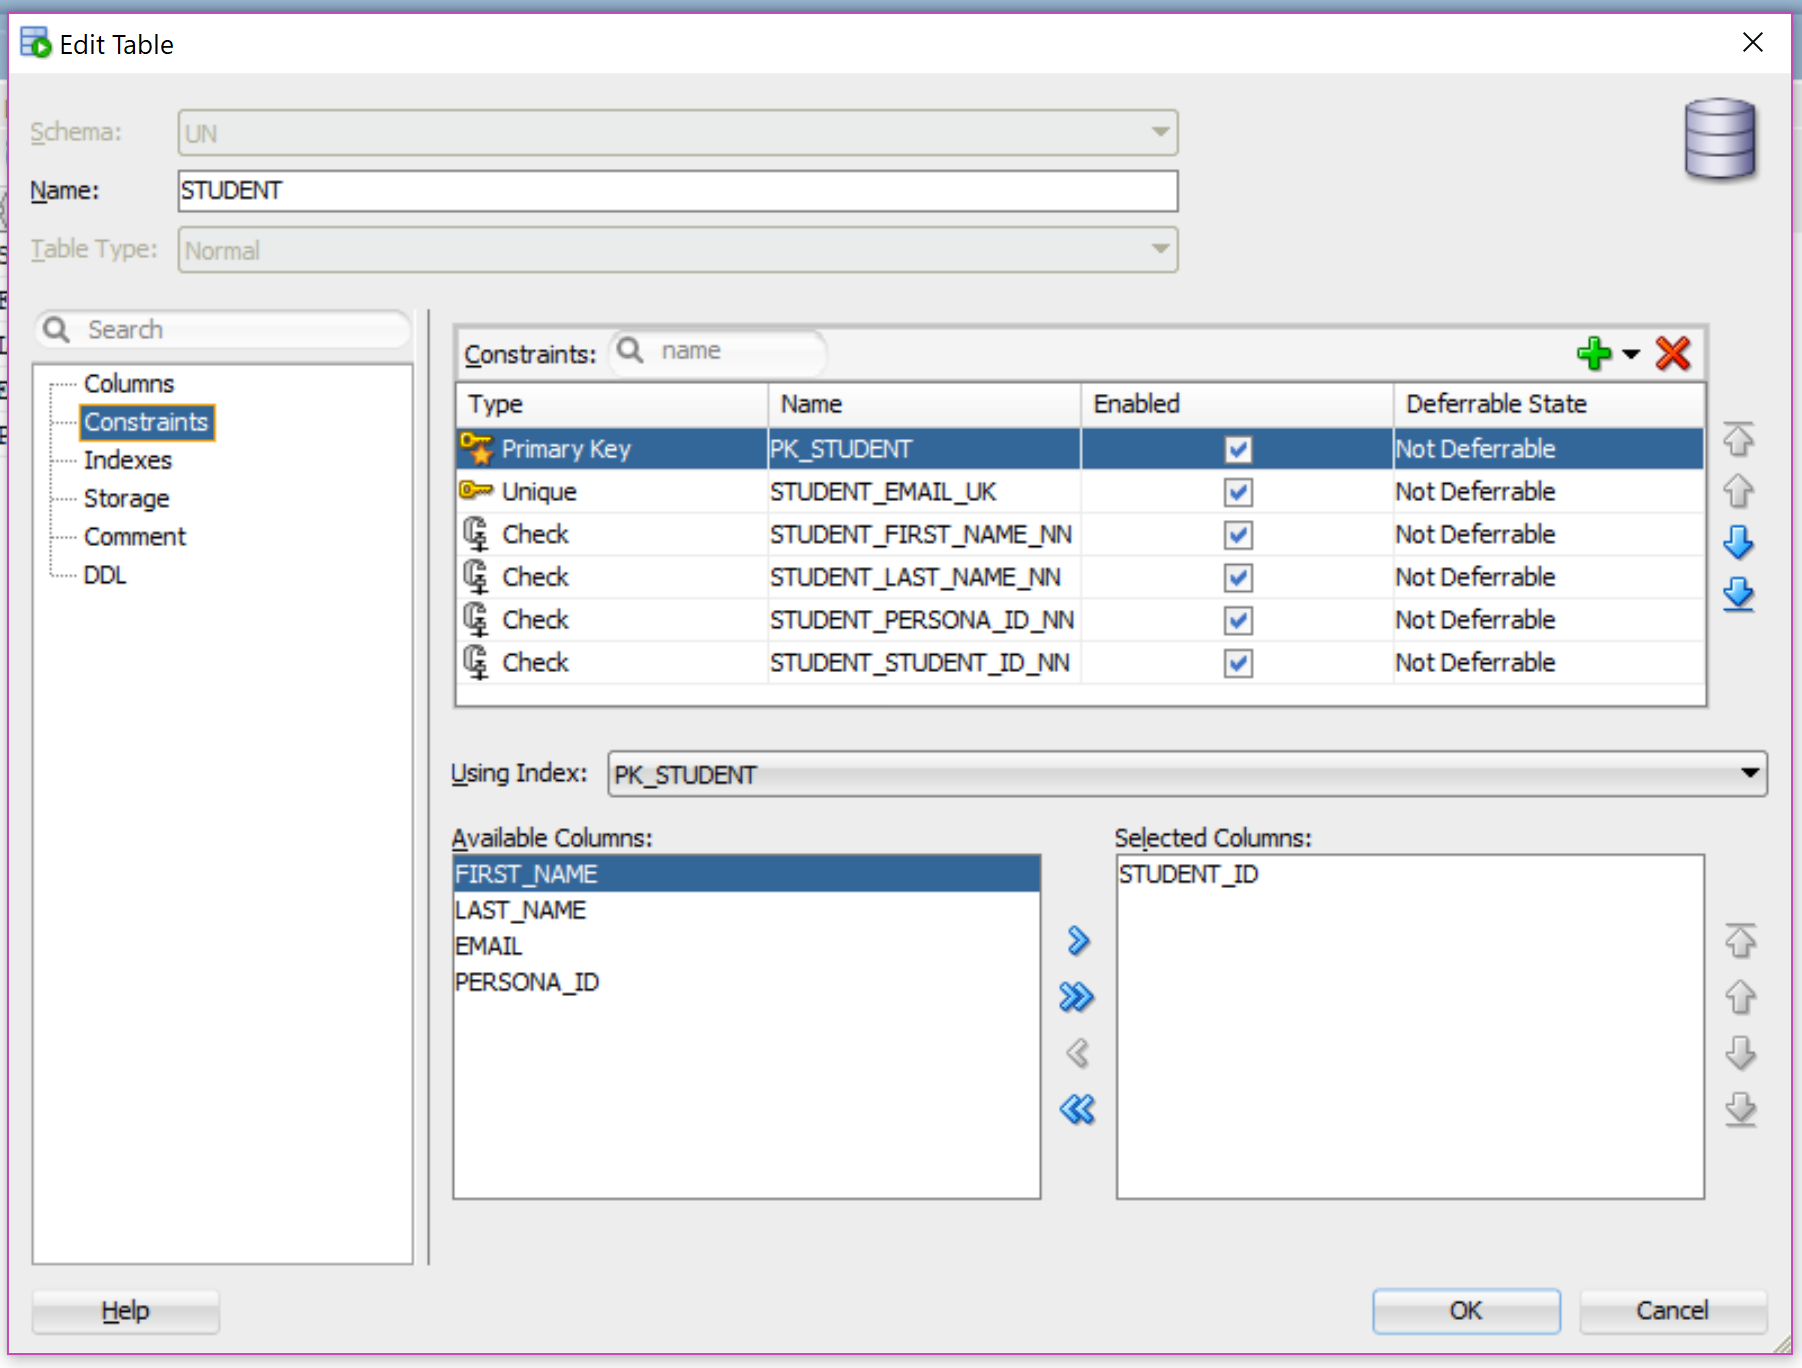 Edit Table
Schema: UN
Name: STUDENT
Table Type: Normal
Search
Columns
Constraints
Indexes
Storage
Comment
DDL
Constraints: name
Type Name Enabled Deferrable State
Primary Key PK_STUDENT Not Deferrable
Unique STUDENT_EMAIL_UK Not Deferrable
Check STUDENT_FIRST_NAME_NN Not Deferrable
Check STUDENT_LAST_NAME_NN Not Deferrable
Check STUDENT_PERSONA_ID_NN Not Deferrable
Check STUDENT_STUDENT_ID_NN Not Deferrable
Using Index: PK_STUDENT
Available Columns:
FIRST_NAME
LAST_NAME
EMAIL
PERSONA_ID
Selected Columns:
STUDENT_ID
Help
OK
Cancel